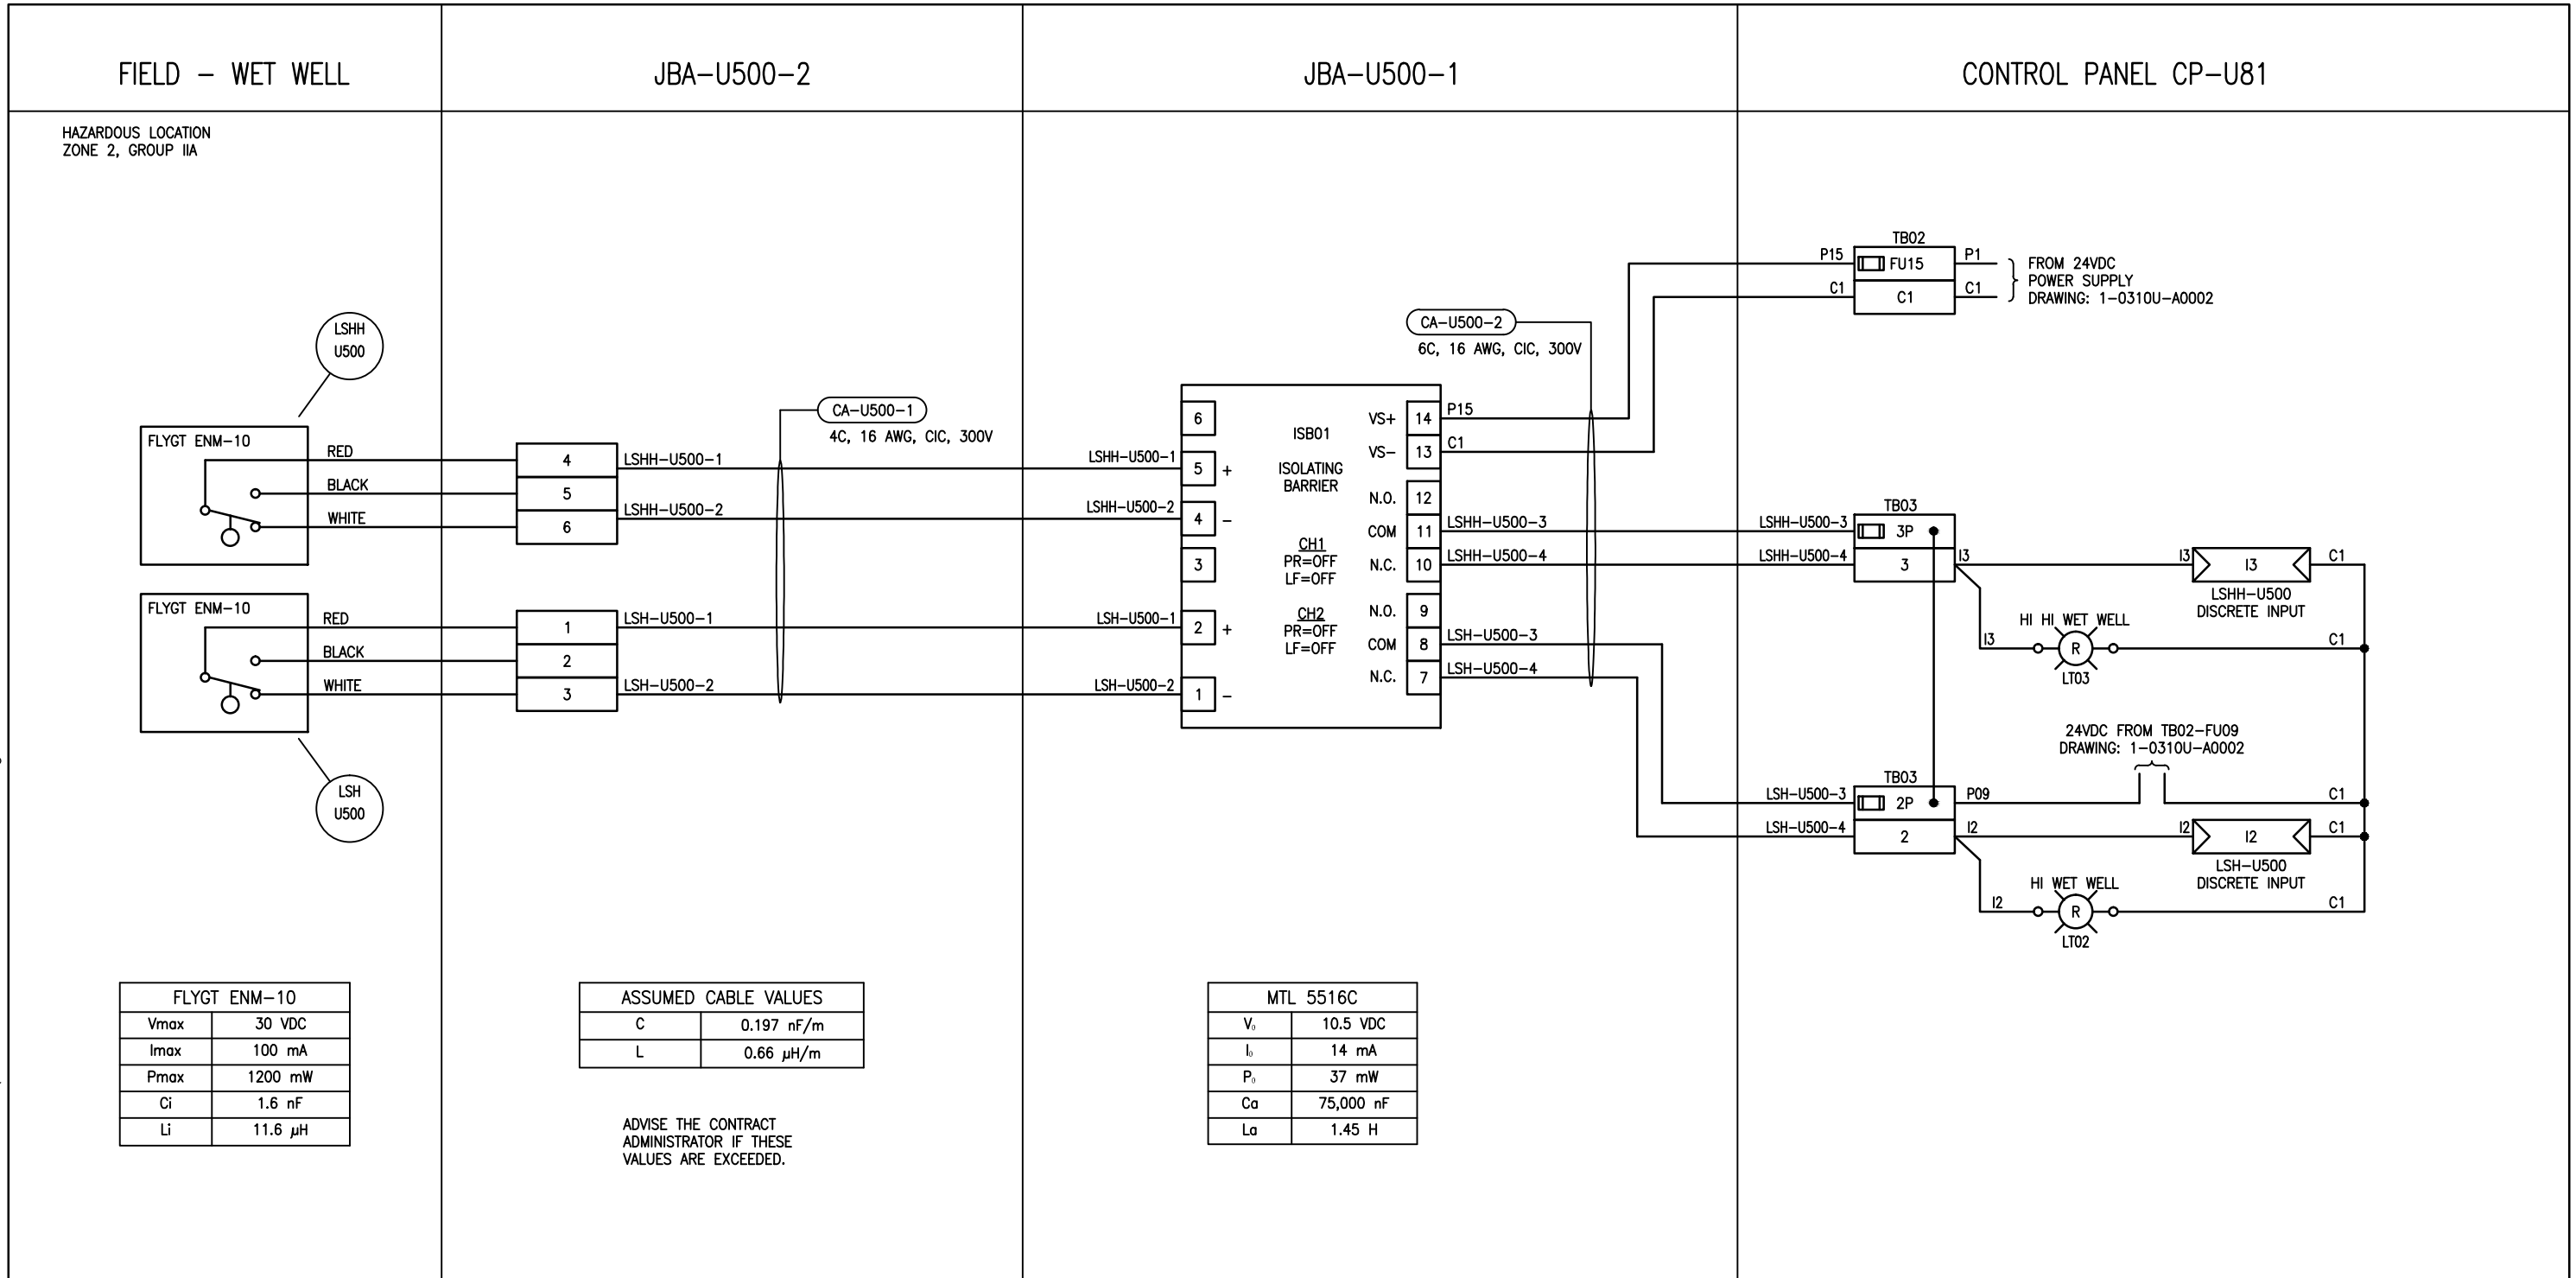 FIELD - WET WELL
JBA-U500-2
JBA-U500-1
CONTROL PANEL CP-U81
HAZARDOUS LOCATION
ZONE 2, GROUP IIA
LSHH
U500
FLYGT ENM-10
RED
BLACK
WHITE
FLYGT ENM-10
RED
BLACK
WHITE
LSH
U500
4
5
6
1
2
3
LSHH-U500-1
LSHH-U500-2
LSH-U500-1
LSH-U500-2
CA-U500-1
4C, 16 AWG, CIC, 300V
LSHH-U500-1
LSHH-U500-2
LSH-U500-1
LSH-U500-2
6
5 +
4 -
3
2 +
1 -
ISB01
ISOLATING
BARRIER
CH1
PR=OFF
LF=OFF
CH2
PR=OFF
LF=OFF
VS+ 14 P15
VS- 13 C1
N.O. 12
COM 11 LSHH-U500-3
N.C. 10 LSHH-U500-4
N.O. 9
COM 8 LSH-U500-3
N.C. 7 LSH-U500-4
CA-U500-2
6C, 16 AWG, CIC, 300V
TB02
P15 FU15 P1
C1 C1 C1
FROM 24VDC
POWER SUPPLY
DRAWING: 1-0310U-A0002
TB03
LSHH-U500-3 3P
LSHH-U500-4 3 I3
I3 I3 C1
LSHH-U500
DISCRETE INPUT
HI HI WET WELL
I3 R C1
LT03
24VDC FROM TB02-FU09
DRAWING: 1-0310U-A0002
TB03
LSH-U500-3 2P P09 C1
LSH-U500-4 2 I2
I2 I2 C1
LSH-U500
DISCRETE INPUT
HI WET WELL
I2 R C1
LT02
FLYGT ENM-10
Vmax 30 VDC
Imax 100 mA
Pmax 1200 mW
Ci 1.6 nF
Li 11.6 µH
ASSUMED CABLE VALUES
C 0.197 nF/m
L 0.66 µH/m
ADVISE THE CONTRACT
ADMINISTRATOR IF THESE
VALUES ARE EXCEEDED.
MTL 5516C
V₀ 10.5 VDC
I₀ 14 mA
P₀ 37 mW
Ca 75,000 nF
La 1.45 H